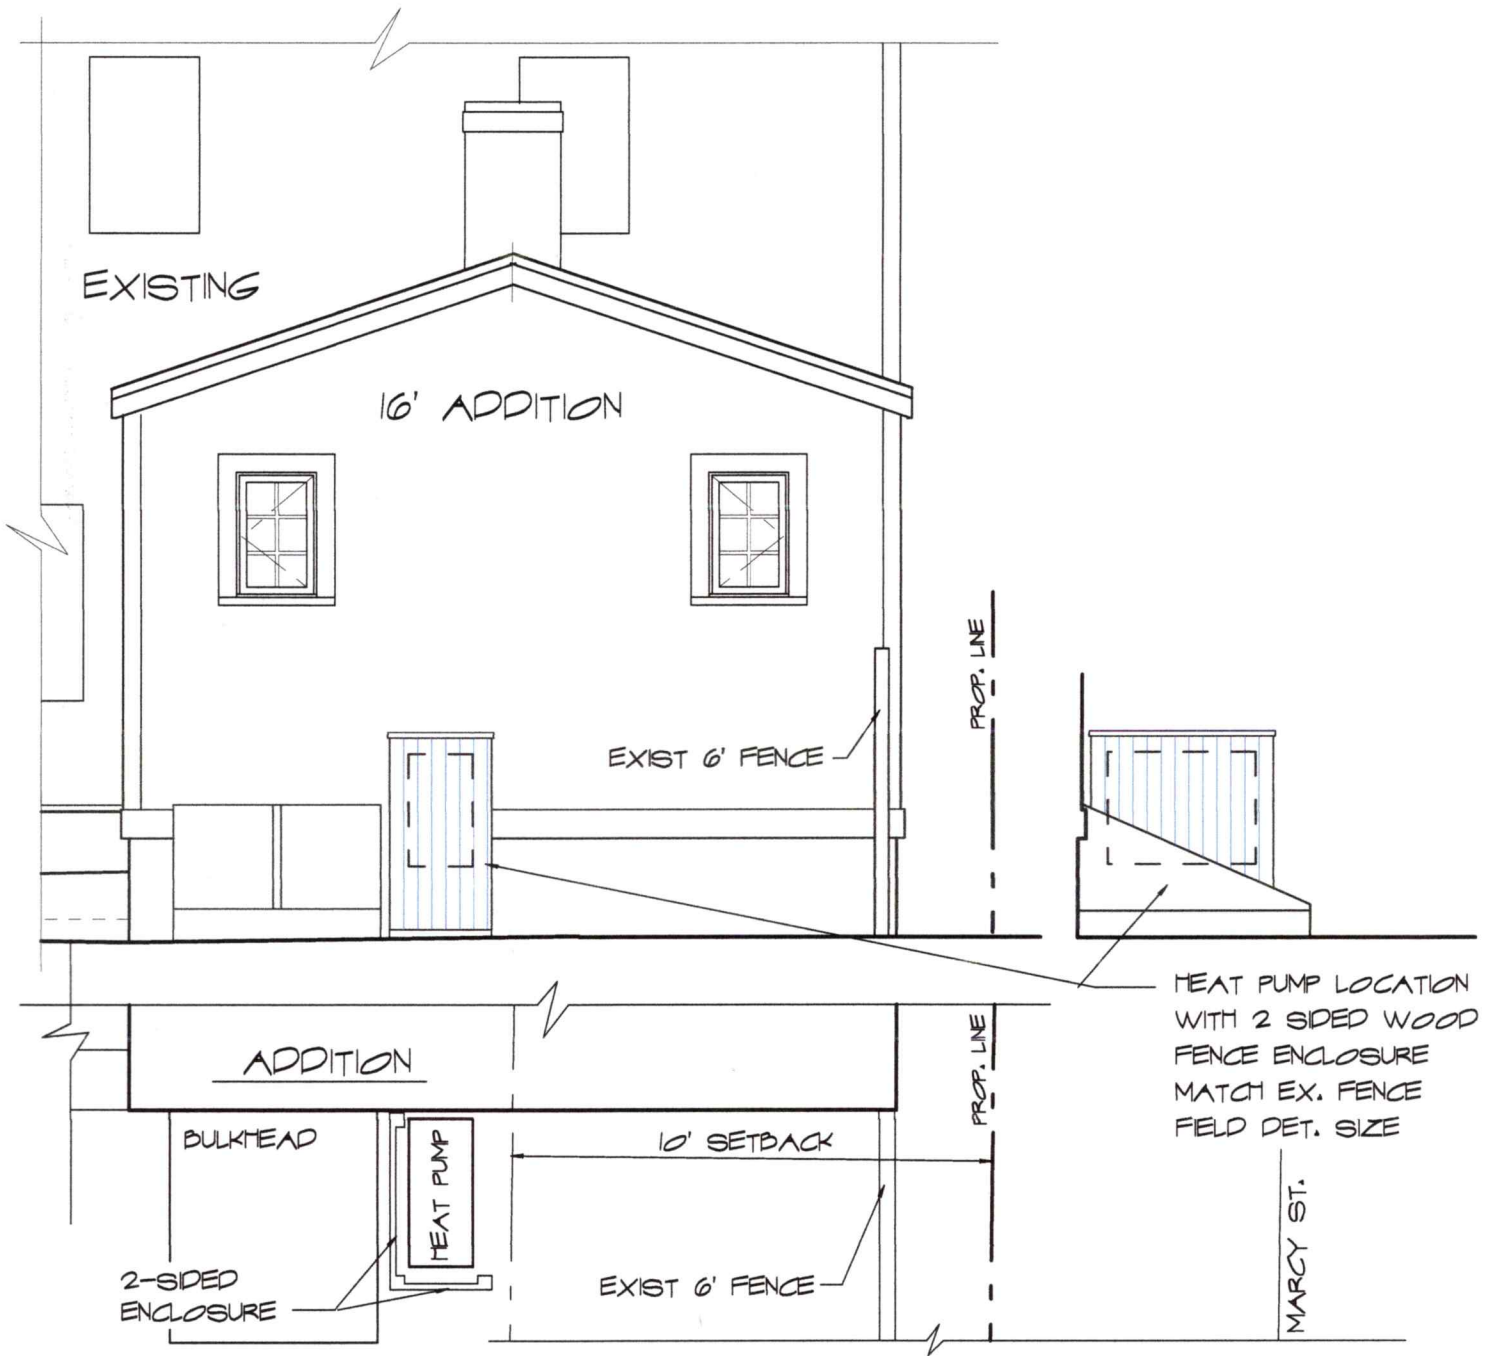 EXISTING
16' ADDITION
PROP. LINE
EXIST 6' FENCE
HEAT PUMP LOCATION
WITH 2 SIDED WOOD
FENCE ENCLOSURE
MATCH EX. FENCE
FIELD DET. SIZE
ADDITION
PROP. LINE
BULKHEAD
HEAT PUMP
10' SETBACK
2-SIDED
ENCLOSURE
EXIST 6' FENCE
MARCY ST.